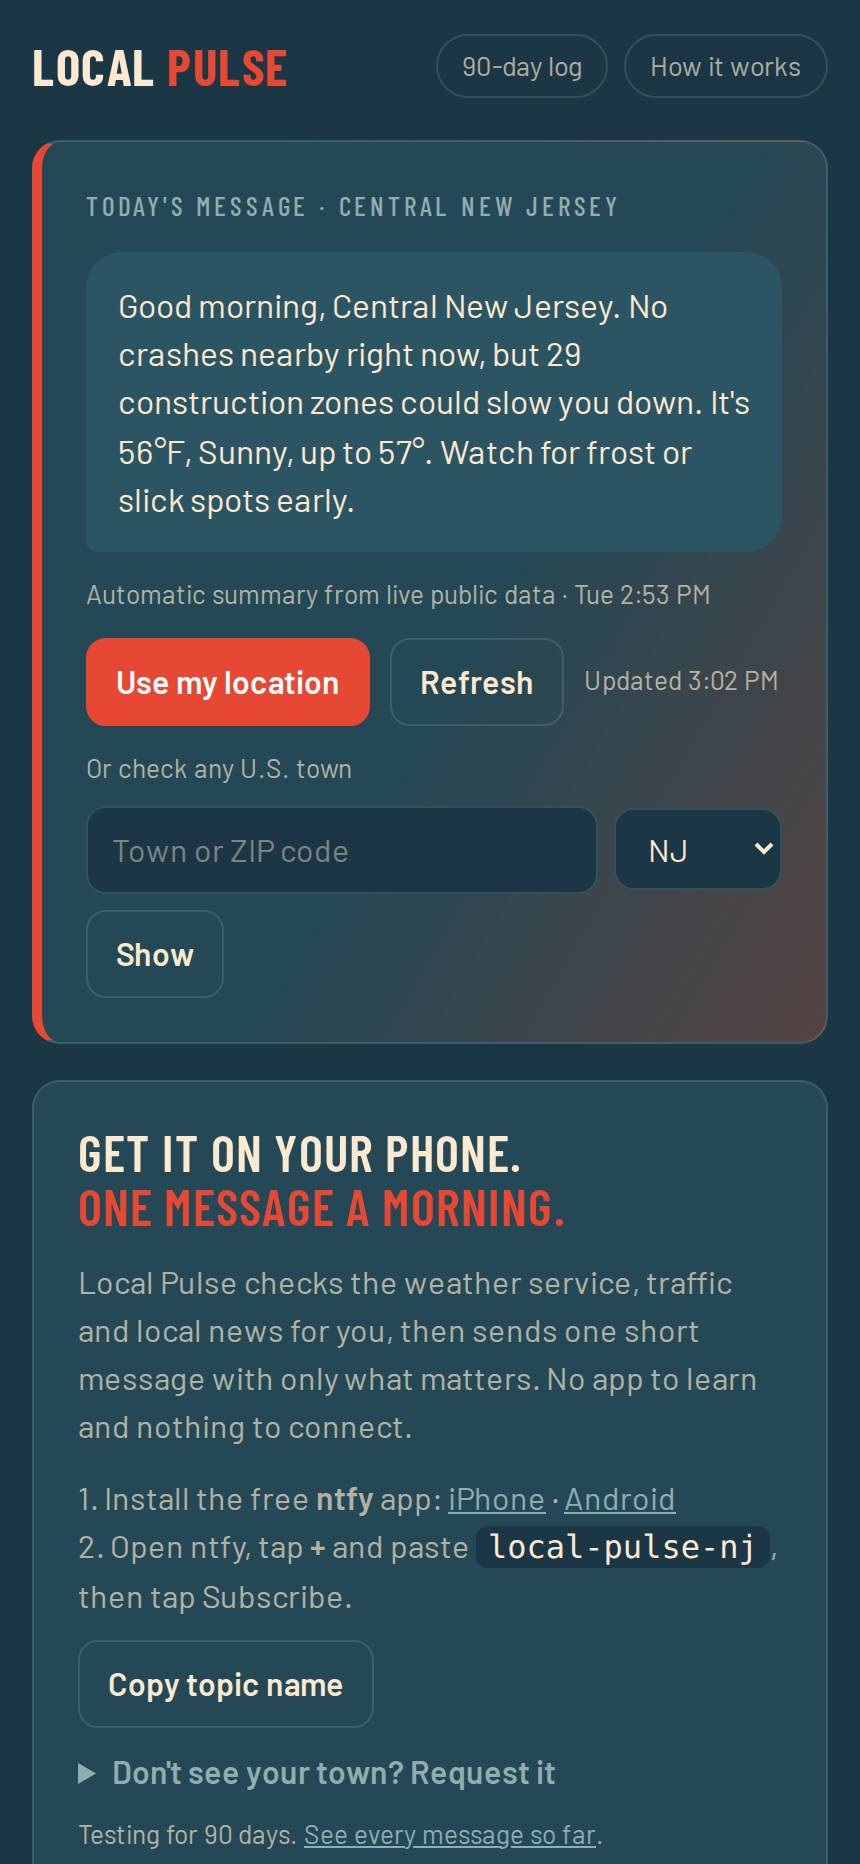 LOCAL PULSE
90-day log
How it works
TODAY'S MESSAGE · CENTRAL NEW JERSEY
Good morning, Central New Jersey. No
crashes nearby right now, but 29
construction zones could slow you down. It's
56°F, Sunny, up to 57°. Watch for frost or
slick spots early.
Automatic summary from live public data · Tue 2:53 PM
Use my location
Refresh
Updated 3:02 PM
Or check any U.S. town
Town or ZIP code
NJ
Show
GET IT ON YOUR PHONE.
ONE MESSAGE A MORNING.
Local Pulse checks the weather service, traffic
and local news for you, then sends one short
message with only what matters. No app to learn
and nothing to connect.
1. Install the free ntfy app: iPhone · Android
2. Open ntfy, tap + and paste local-pulse-nj,
then tap Subscribe.
Copy topic name
Don't see your town? Request it
Testing for 90 days. See every message so far.